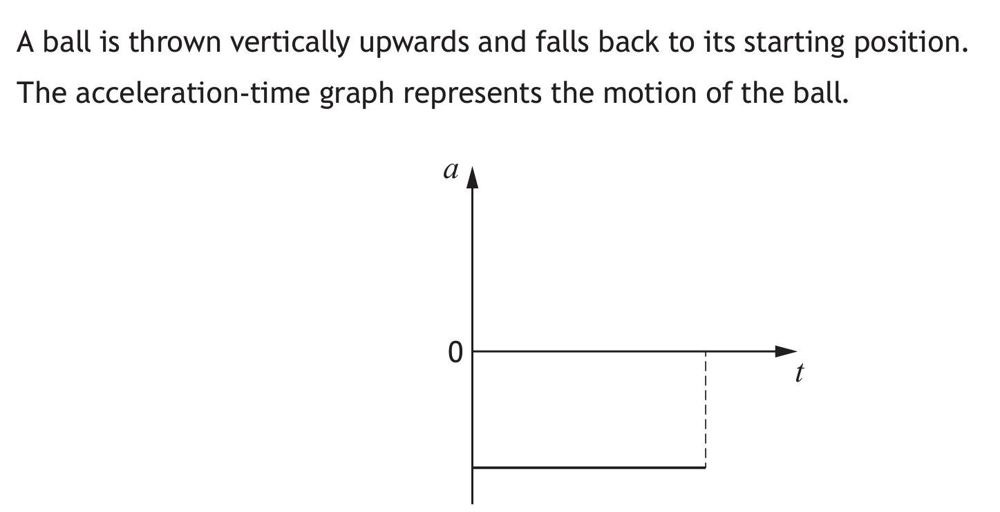 A ball is thrown vertically upwards and falls back to its starting position.
The acceleration-time graph represents the motion of the ball.
a
0
t